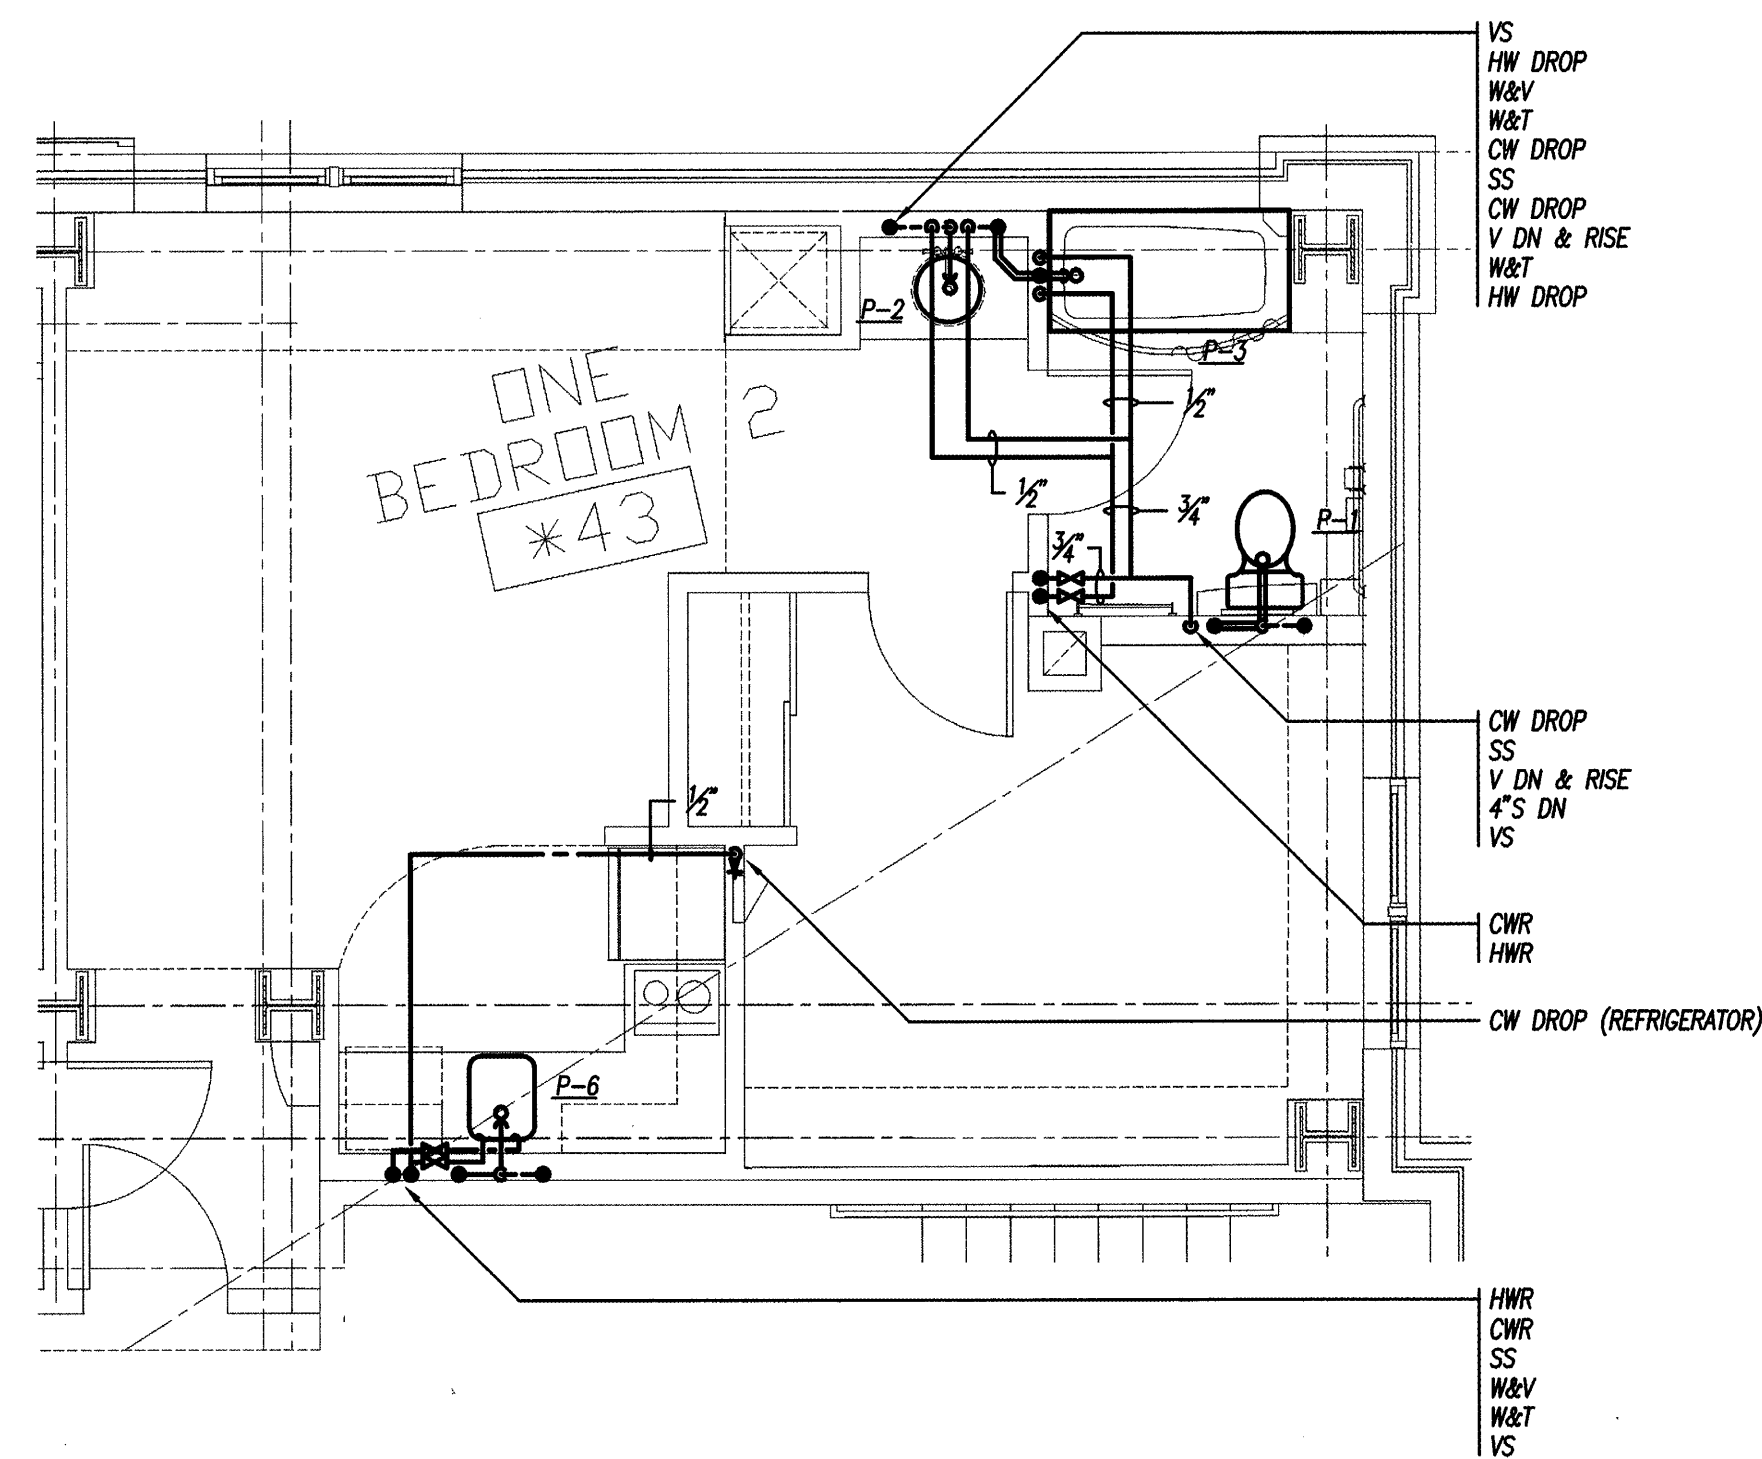 VS
HW DROP
W&V
W&T
CW DROP
SS
CW DROP
V DN & RISE
W&T
HW DROP
P-2
P-3
ONE
BEDROOM 2
*43
1/2"
1/2"
3/4"
3/4"
P-1
CW DROP
SS
V DN & RISE
4"S DN
VS
1/2"
CWR
HWR
CW DROP (REFRIGERATOR)
P-6
HWR
CWR
SS
W&V
W&T
VS